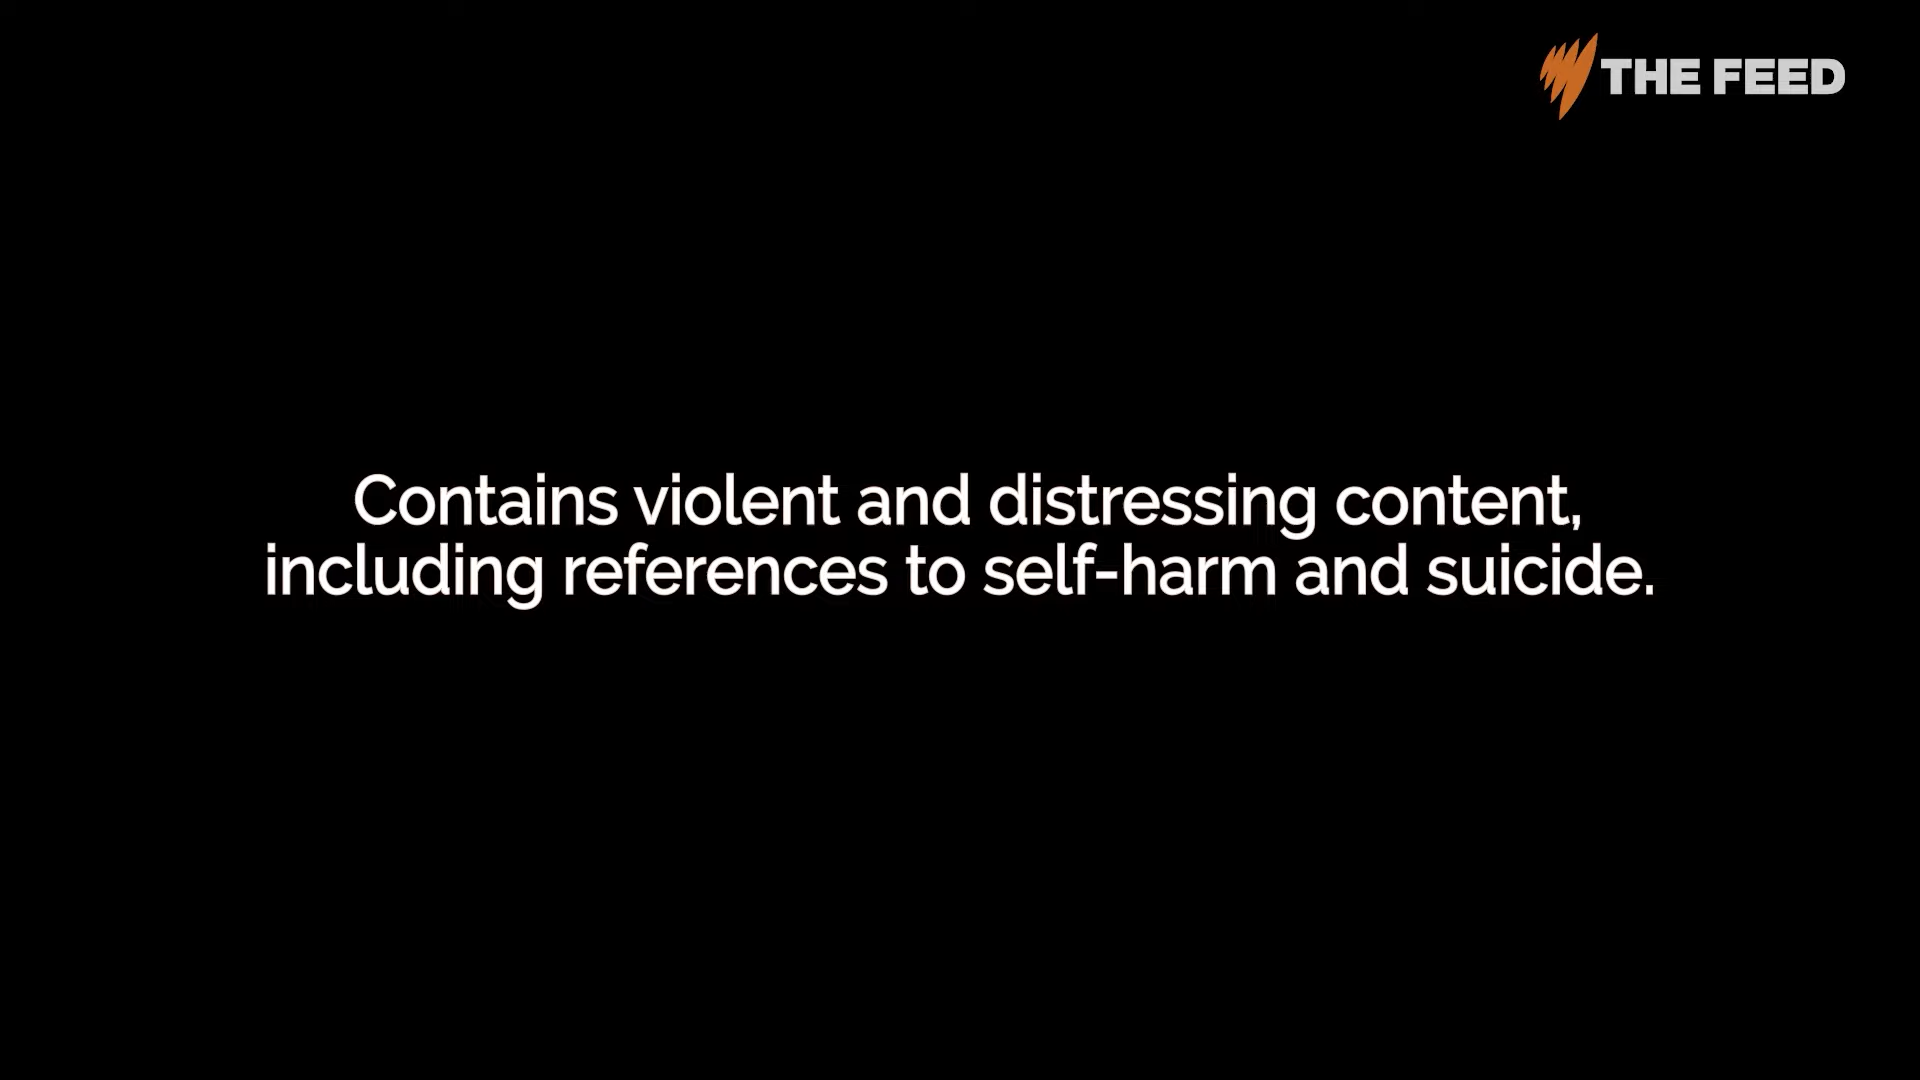 THE FEED
Contains violent and distressing content,
including references to self-harm and suicide.